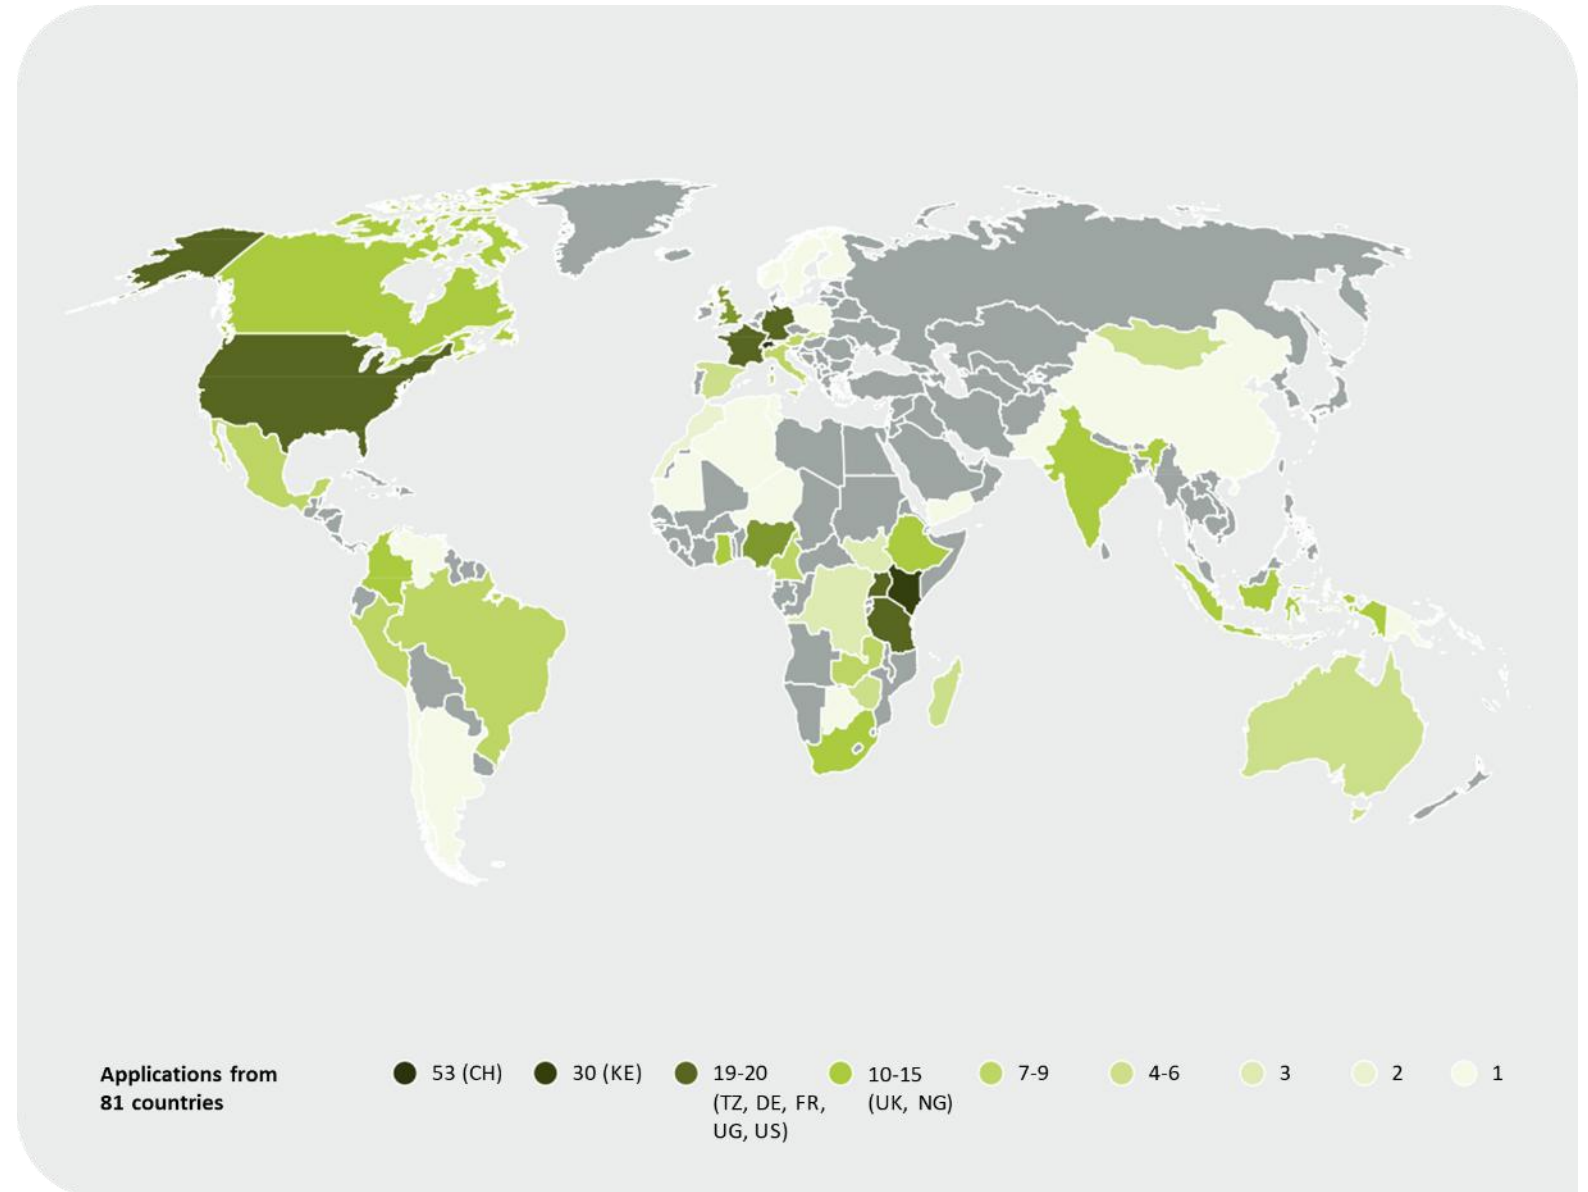 Applications from
81 countries
53 (CH)
30 (KE)
19-20
(TZ, DE, FR,
UG, US)
10-15
(UK, NG)
7-9
4-6
3
2
1